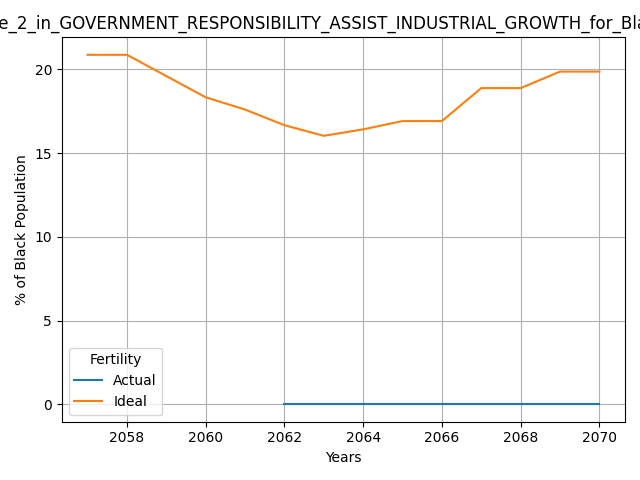 e_2_in_GOVERNMENT_RESPONSIBILITY_ASSIST_INDUSTRIAL_GROWTH_for_Bla
% of Black Population
20
15
10
5
0
Fertility
Actual
Ideal
2058 2060 2062 2064 2066 2068 2070
Years